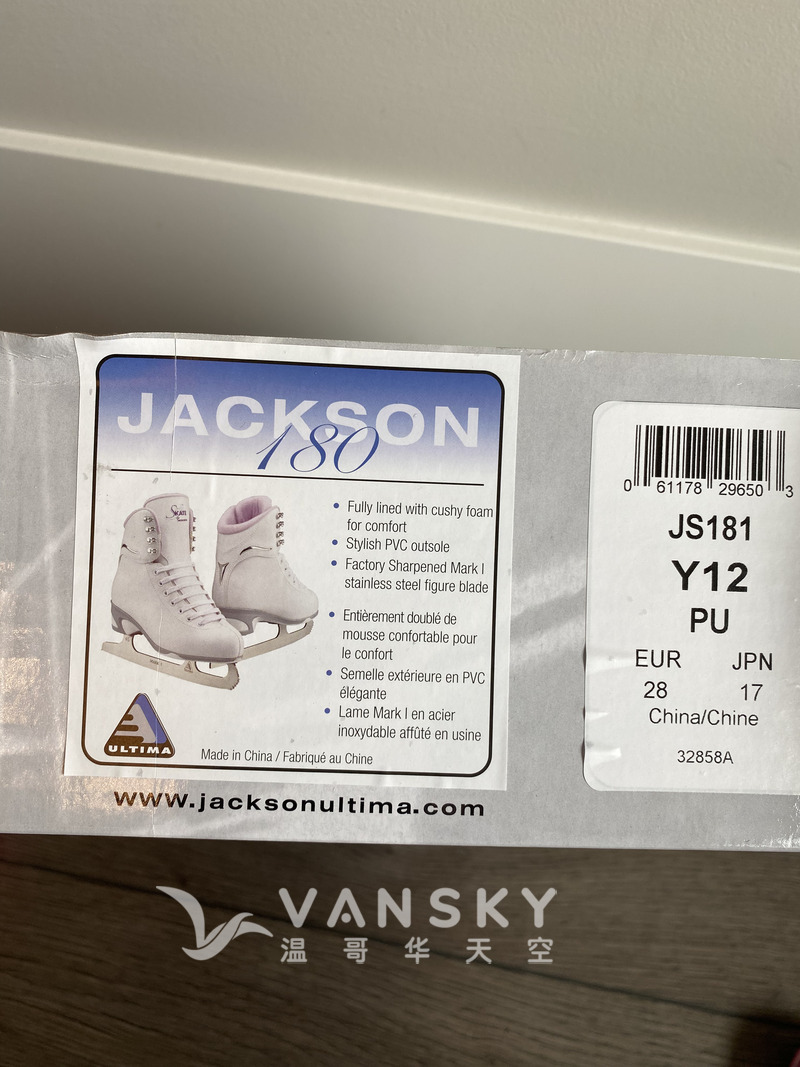 JACKSON
180
SKATE
• Fully lined with cushy foam
for comfort
• Stylish PVC outsole
• Factory Sharpened Mark I
stainless steel figure blade
• Entièrement doublé de
mousse confortable pour
le confort
• Semelle extérieure en PVC
élégante
• Lame Mark I en acier
inoxydable affûté en usine
ULTIMA
Made in China / Fabriqué au Chine
www.jacksonultima.com
0 61178 29650 3
JS181
Y12
PU
EUR JPN
28 17
China/Chine
32858A
VANSKY
温哥华天空